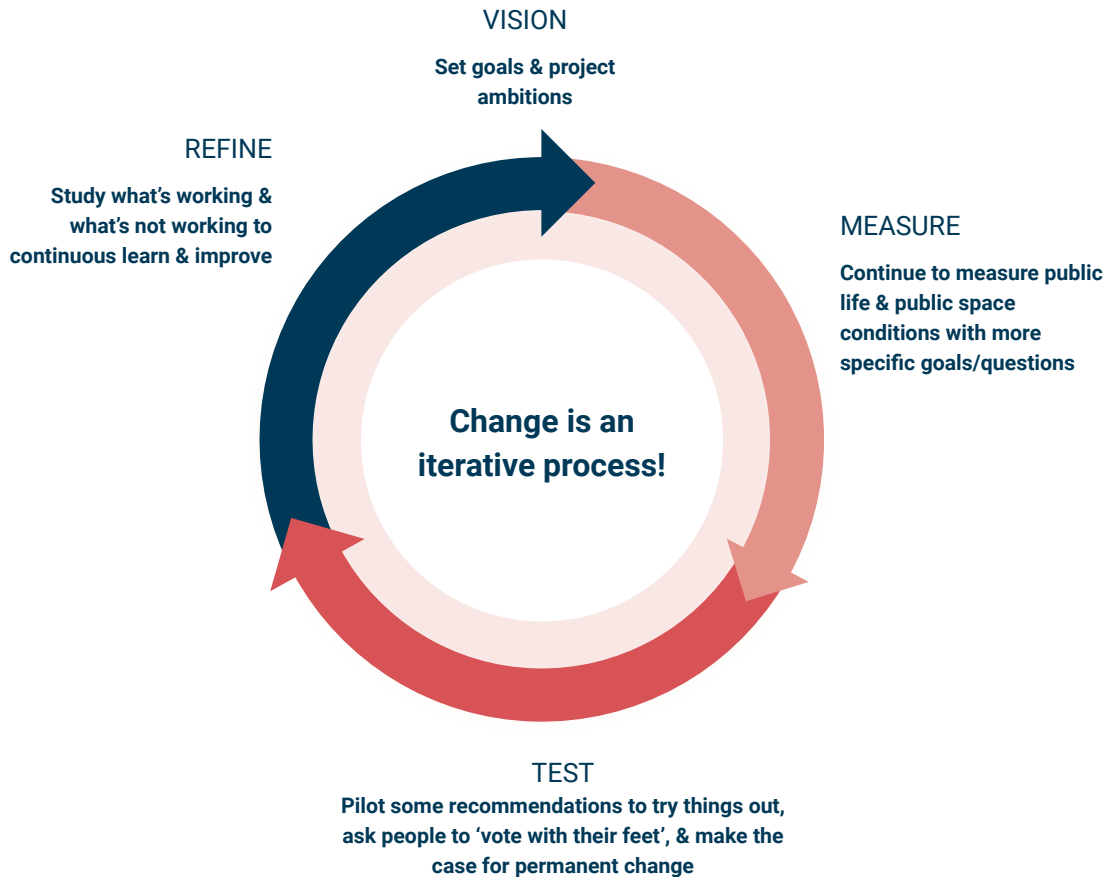 VISION
Set goals & project
ambitions
REFINE
Study what’s working &
what’s not working to
continuous learn & improve
MEASURE
Continue to measure public
life & public space
conditions with more
specific goals/questions
Change is an
iterative process!
TEST
Pilot some recommendations to try things out,
ask people to ‘vote with their feet’, & make the
case for permanent change